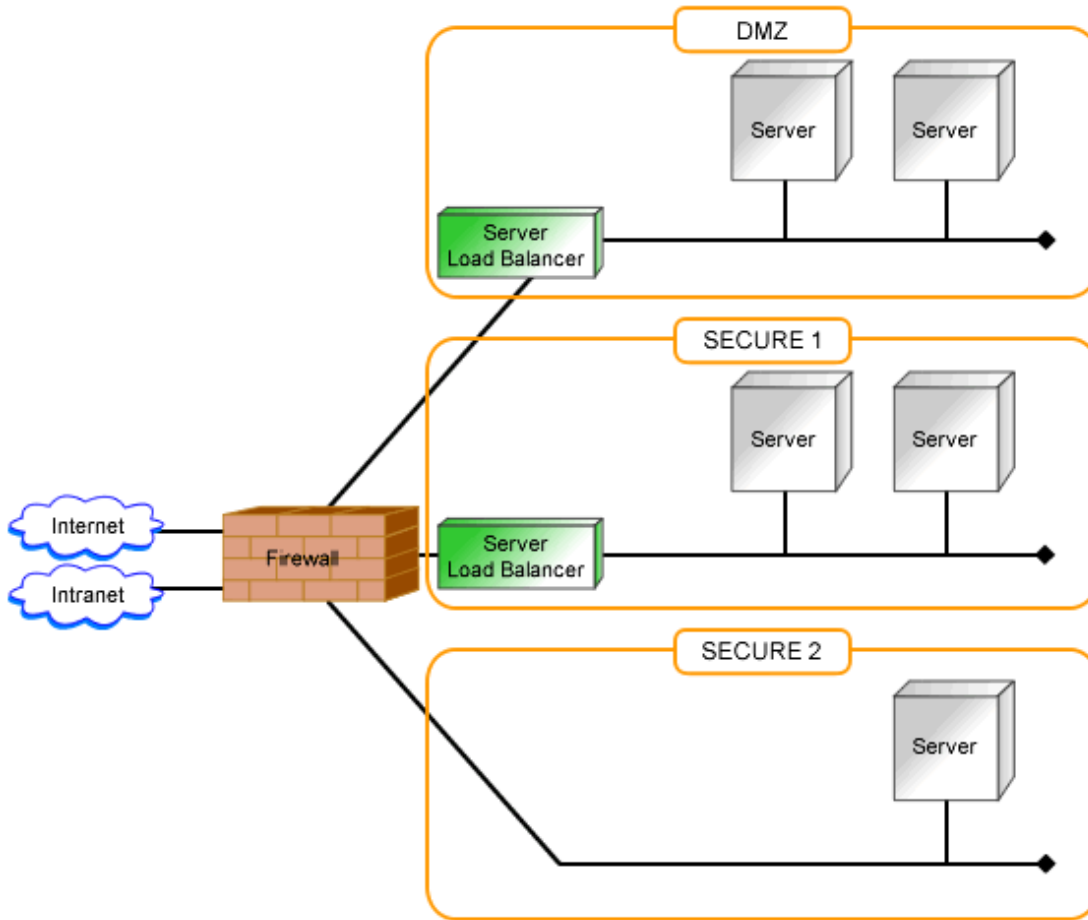 DMZ
Server
Server
Server
Load Balancer
SECURE 1
Server
Server
Internet
Firewall
Server
Load Balancer
Intranet
SECURE 2
Server